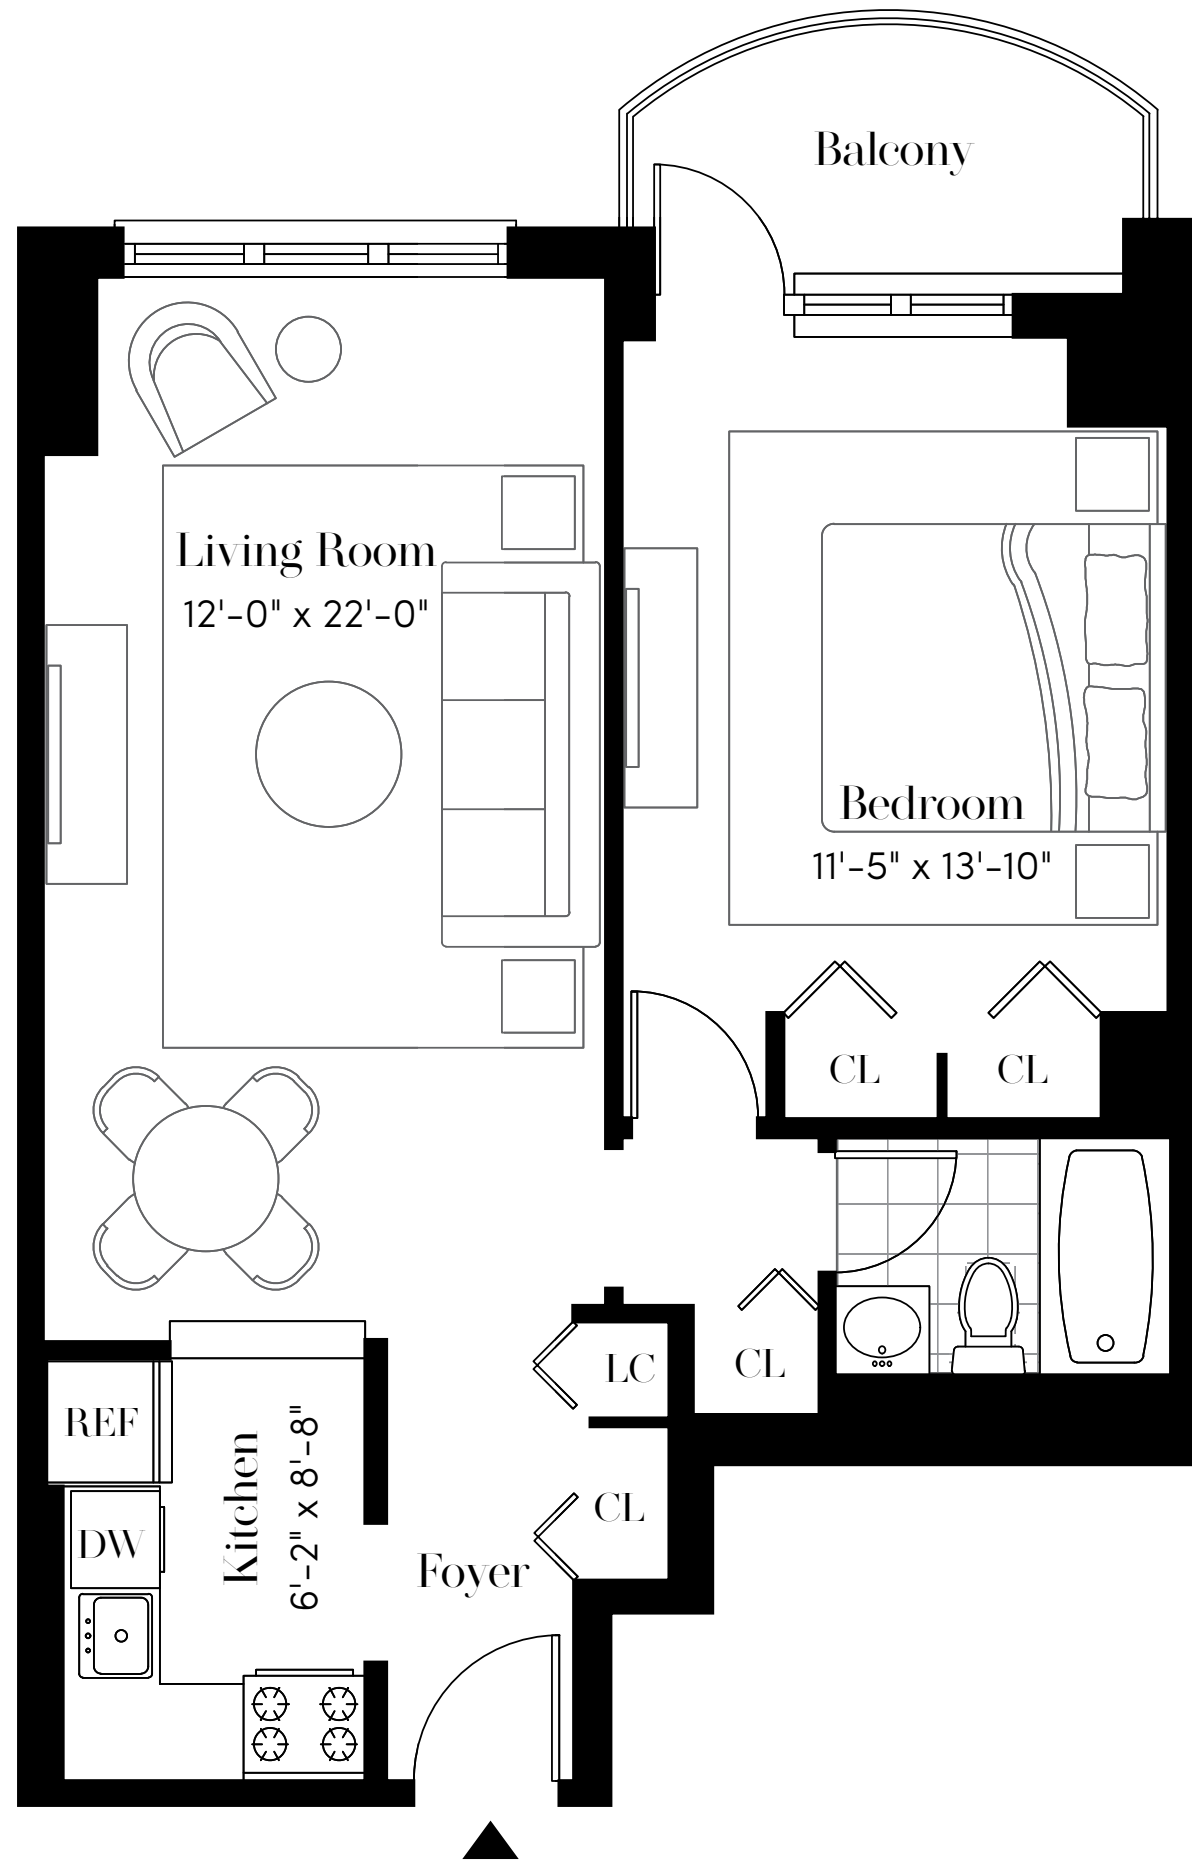 Balcony
Living Room
12'-0" x 22'-0"
Bedroom
11'-5" x 13'-10"
CL
CL
LC
CL
REF
Kitchen
6'-2" x 8'-8"
CL
DW
Foyer